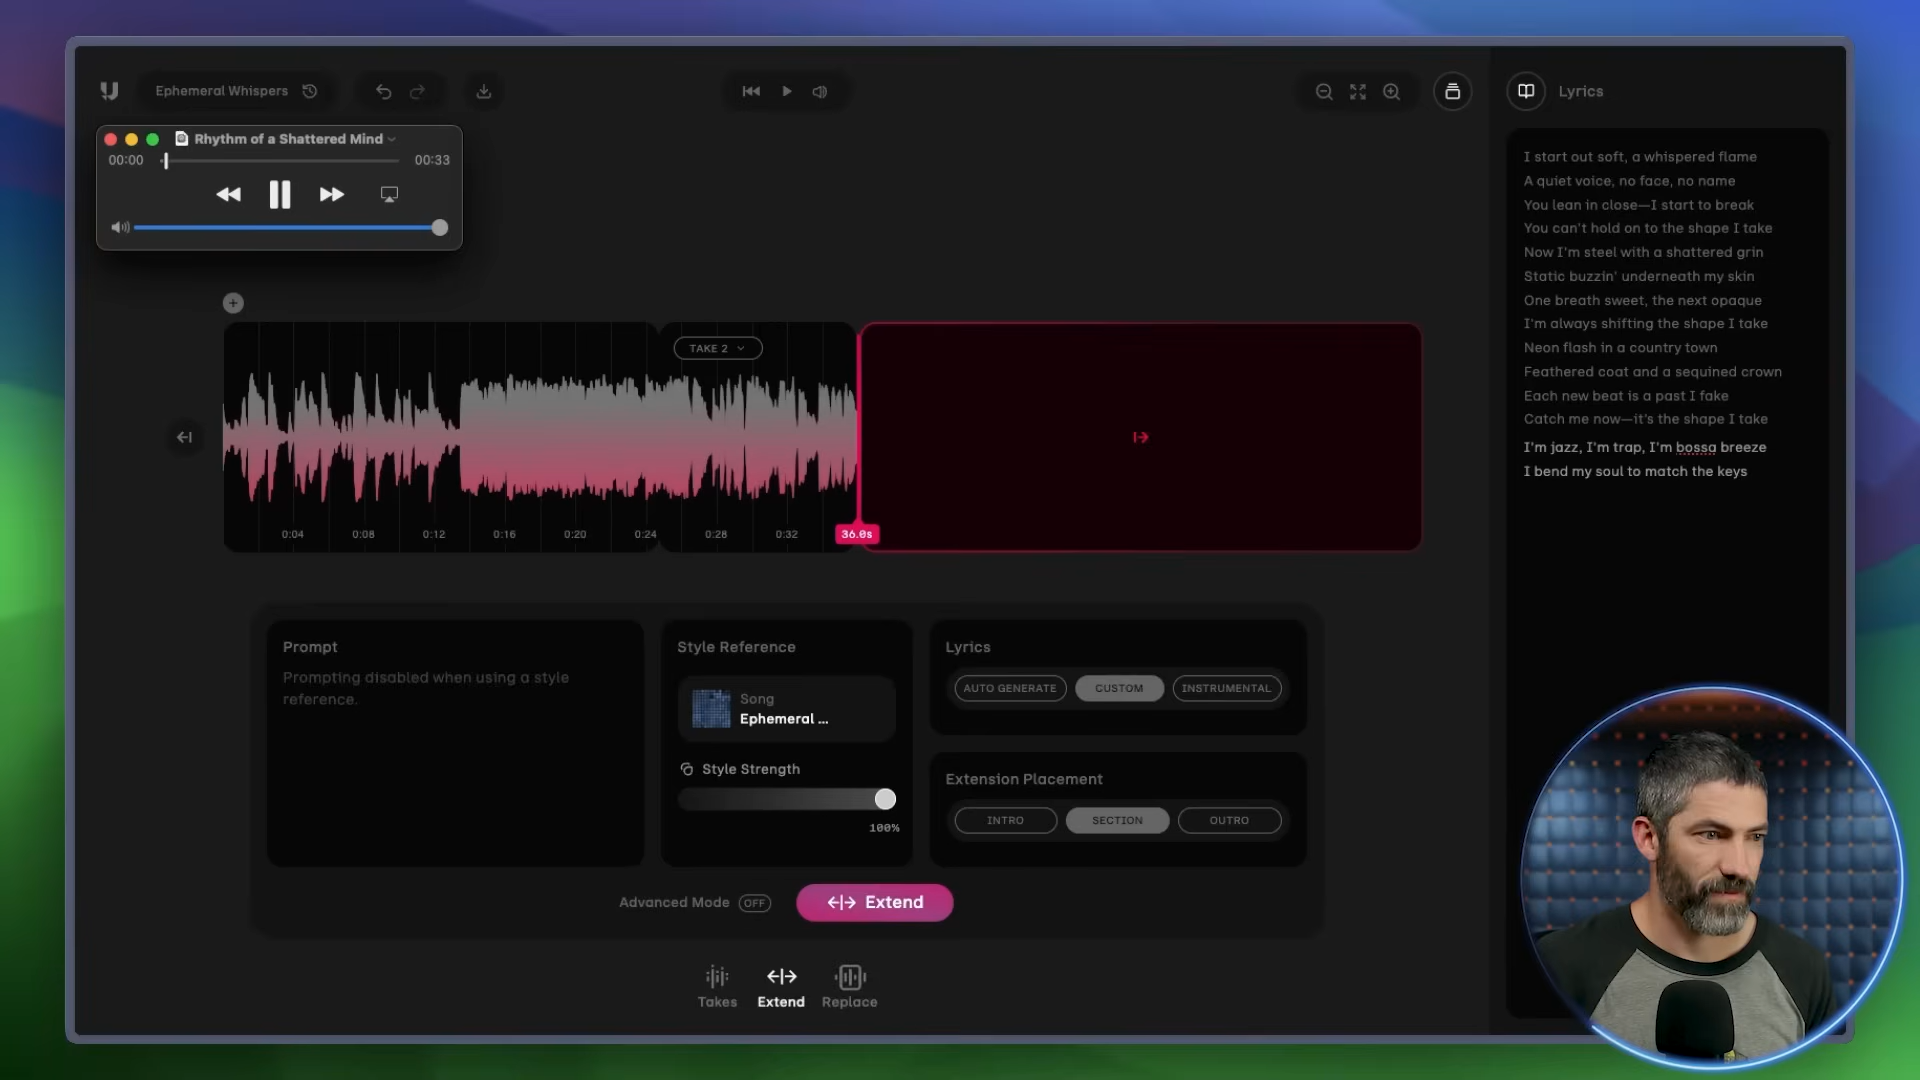 Ephemeral Whispers
Rhythm of a Shattered Mind
00:00
00:33
TAKE 2
0:04
0:08
0:12
0:16
0:20
0:24
0:28
0:32
36.0s
Prompt
Prompting disabled when using a style
reference.
Style Reference
Song
Ephemeral ...
Style Strength
100%
Lyrics
AUTO GENERATE
CUSTOM
INSTRUMENTAL
Extension Placement
INTRO
SECTION
OUTRO
Advanced Mode OFF
Extend
Takes
Extend
Replace
Lyrics
I start out soft, a whispered flame
A quiet voice, no face, no name
You lean in close—I start to break
You can't hold on to the shape I take
Now I'm steel with a shattered grin
Static buzzin' underneath my skin
One breath sweet, the next opaque
I'm always shifting the shape I take
Neon flash in a country town
Feathered coat and a sequined crown
Each new beat is a past I fake
Catch me now—it's the shape I take
I'm jazz, I'm trap, I'm bossa breeze
I bend my soul to match the keys